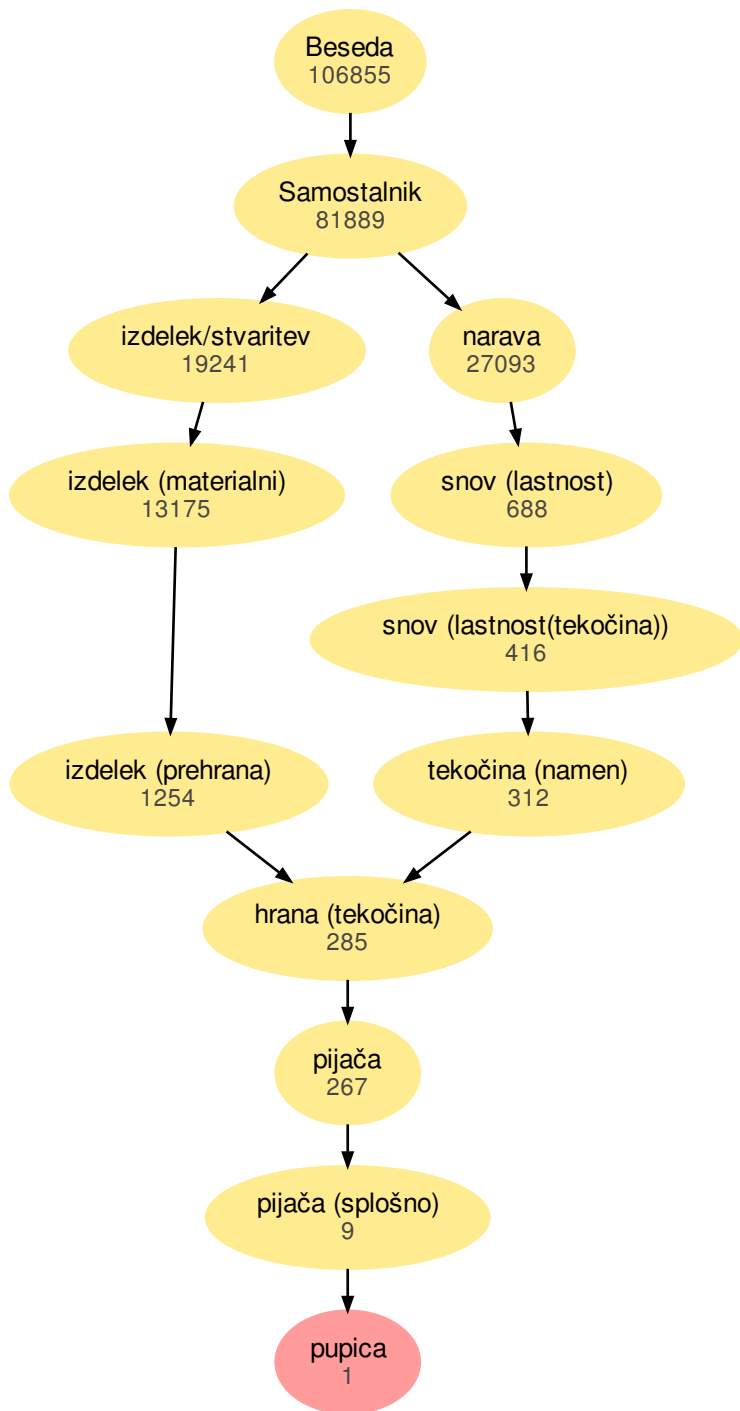 Beseda
106855
Samostalnik
81889
izdelek/stvaritev
19241
narava
27093
izdelek (materialni)
13175
snov (lastnost)
688
snov (lastnost(tekočina))
416
izdelek (prehrana)
1254
tekočina (namen)
312
hrana (tekočina)
285
pijača
267
pijača (splošno)
9
pupica
1